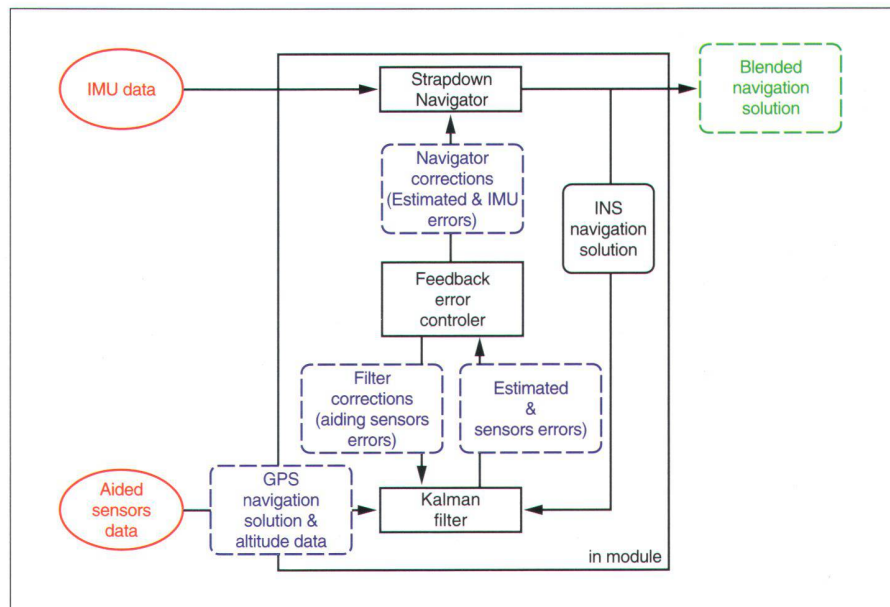 IMU data
Strapdown
Navigator
Blended
navigation
solution
Navigator
corrections
(Estimated & IMU
errors)
INS
navigation
solution
Feedback
error
controler
Filter
corrections
(aiding sensors
errors)
Estimated
&
sensors errors)
Aided
sensors
data
GPS
navigation
solution &
altitude data
Kalman
filter
in module